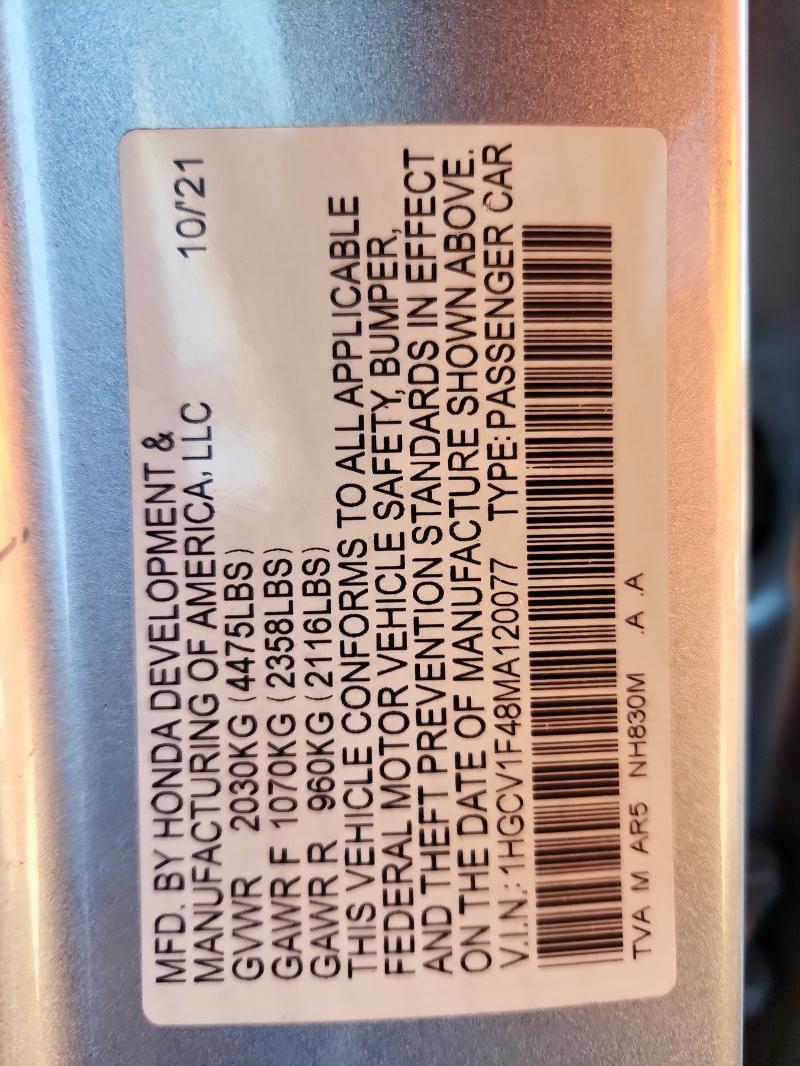 MFD. BY HONDA DEVELOPMENT &
MANUFACTURING OF AMERICA, LLC 10/'21
GVWR 2030KG (4475LBS)
GAWR F 1070KG (2358LBS)
GAWR R 960KG (2116LBS)
THIS VEHICLE CONFORMS TO ALL APPLICABLE
FEDERAL MOTOR VEHICLE SAFETY, BUMPER,
AND THEFT PREVENTION STANDARDS IN EFFECT
ON THE DATE OF MANUFACTURE SHOWN ABOVE.
V.I.N.:1HGCV1F48MA120077 TYPE:PASSENGER CAR
TVA M AR5 NH830M .A .A